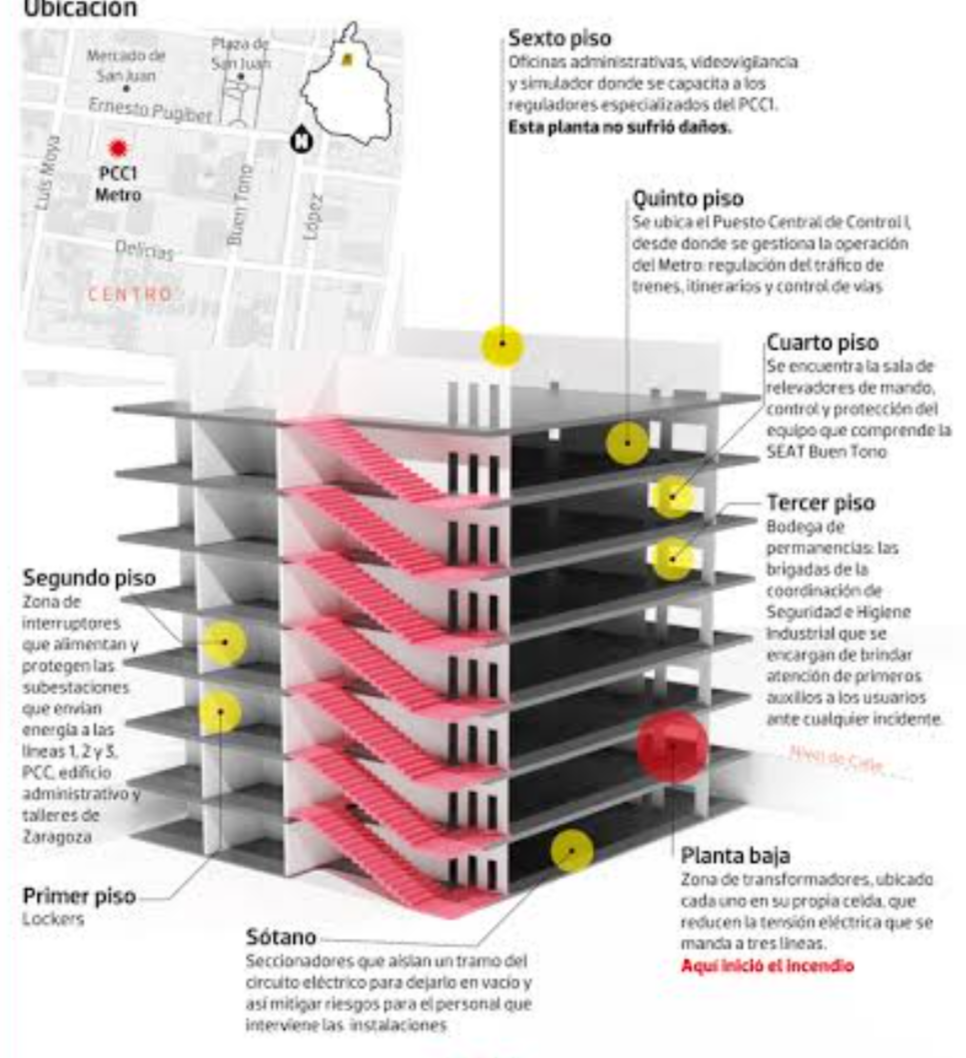 Ubicación
Mercado de
San Juan
Plaza de
San Juan
Ernesto Pugibet
Luis Moya
PCC1
Metro
Buen Tono
López
Delicias
CENTRO
N
Sexto piso
Oficinas administrativas, videovigilancia
y simulador donde se capacita a los
reguladores especializados del PCC1.
Esta planta no sufrió daños.
Quinto piso
Se ubica el Puesto Central de Control I,
desde donde se gestiona la operación
del Metro: regulación del tráfico de
trenes, itinerarios y control de vías
Cuarto piso
Se encuentra la sala de
relevadores de mando,
control y protección del
equipo que comprende la
SEAT Buen Tono
Tercer piso
Bodega de
permanencias: las
brigadas de la
coordinación de
Seguridad e Higiene
Industrial que se
encargan de brindar
atención de primeros
auxilios a los usuarios
ante cualquier incidente.
Segundo piso
Zona de
interruptores
que alimentan y
protegen las
subestaciones
que envían
energía a las
líneas 1, 2 y 3,
PCC, edificio
administrativo y
talleres de
Zaragoza
Nivel de Calle
Primer piso
Lockers
Planta baja
Zona de transformadores, ubicado
cada uno en su propia celda, que
reducen la tensión eléctrica que se
manda a tres líneas.
Aquí inició el incendio
Sótano
Seccionadores que aislan un tramo del
circuito eléctrico para dejarlo en vacío y
así mitigar riesgos para el personal que
interviene las instalaciones